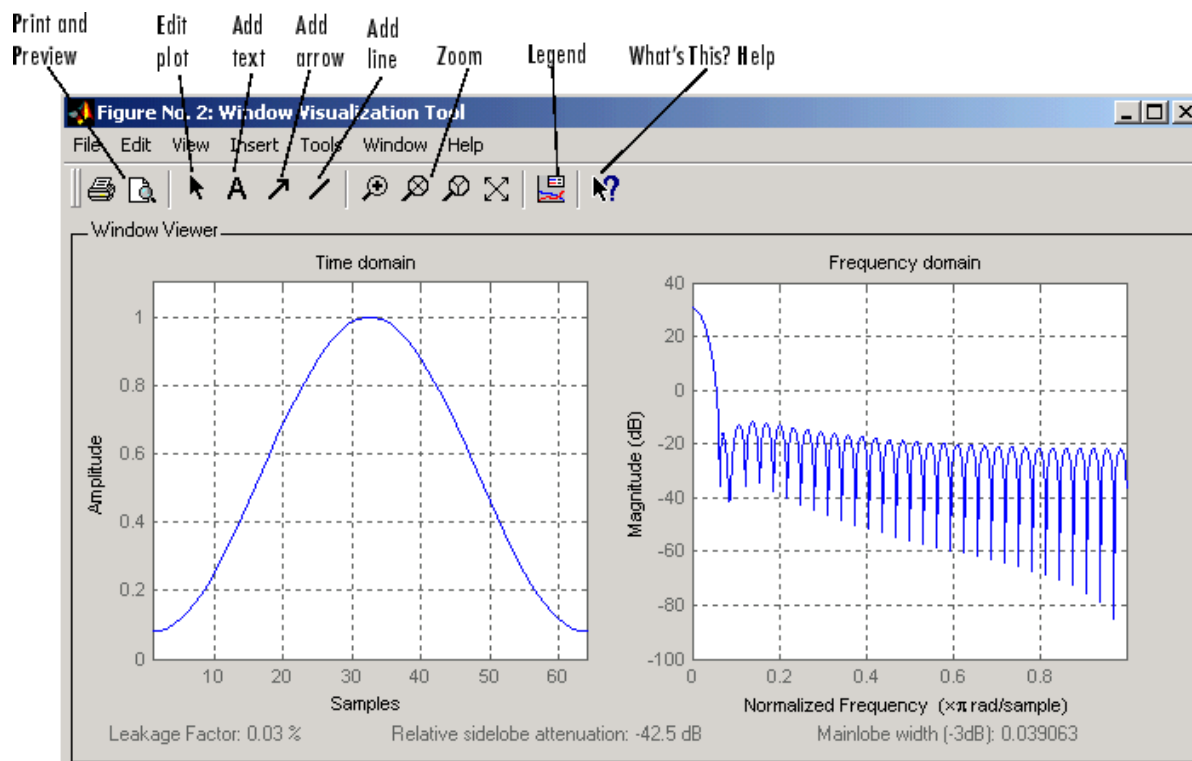 Print and Preview
Edit plot
Add text
Add arrow
Add line
Zoom
Legend
What's This? Help
Figure No. 2: Window Visualization Tool
File Edit View Insert Tools Window Help
A
?
Window Viewer
Time domain
Amplitude
1
0.8
0.6
0.4
0.2
0
10 20 30 40 50 60
Samples
Frequency domain
Magnitude (dB)
40
20
0
-20
-40
-60
-80
-100
0 0.2 0.4 0.6 0.8
Normalized Frequency (×π rad/sample)
Leakage Factor: 0.03 %
Relative sidelobe attenuation: -42.5 dB
Mainlobe width (-3dB): 0.039063